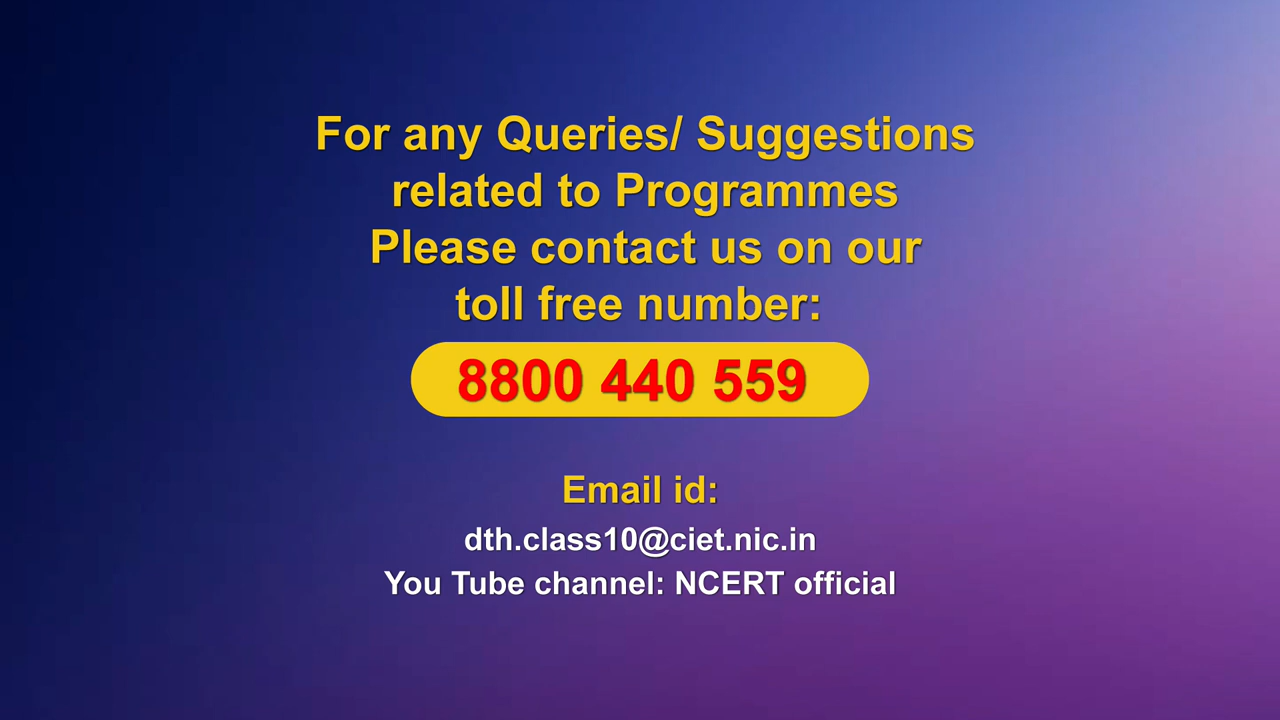 For any Queries/ Suggestions
related to Programmes
Please contact us on our
toll free number:
8800 440 559
Email id:
dth.class10@ciet.nic.in
You Tube channel: NCERT official